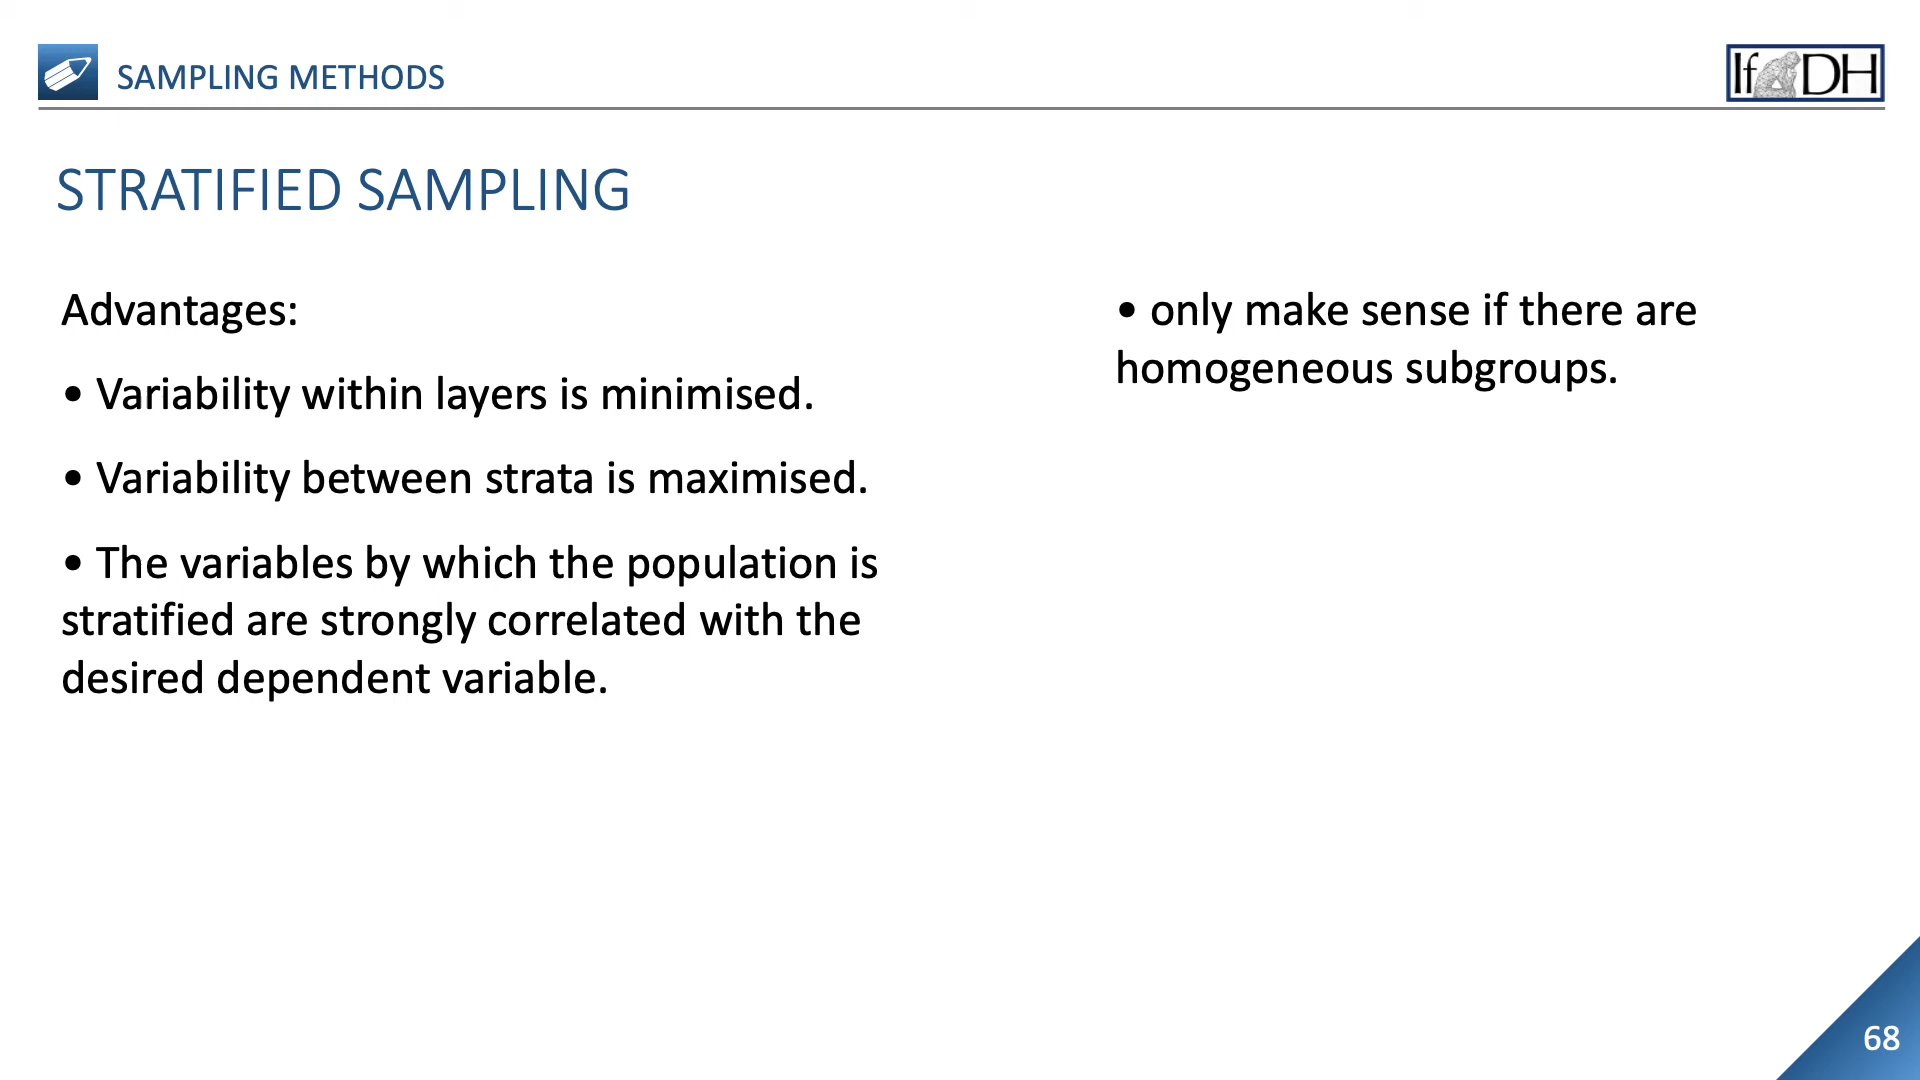 SAMPLING METHODS
IfDH
STRATIFIED SAMPLING
Advantages:
• Variability within layers is minimised.
• Variability between strata is maximised.
• The variables by which the population is
stratified are strongly correlated with the
desired dependent variable.
• only make sense if there are
homogeneous subgroups.
68